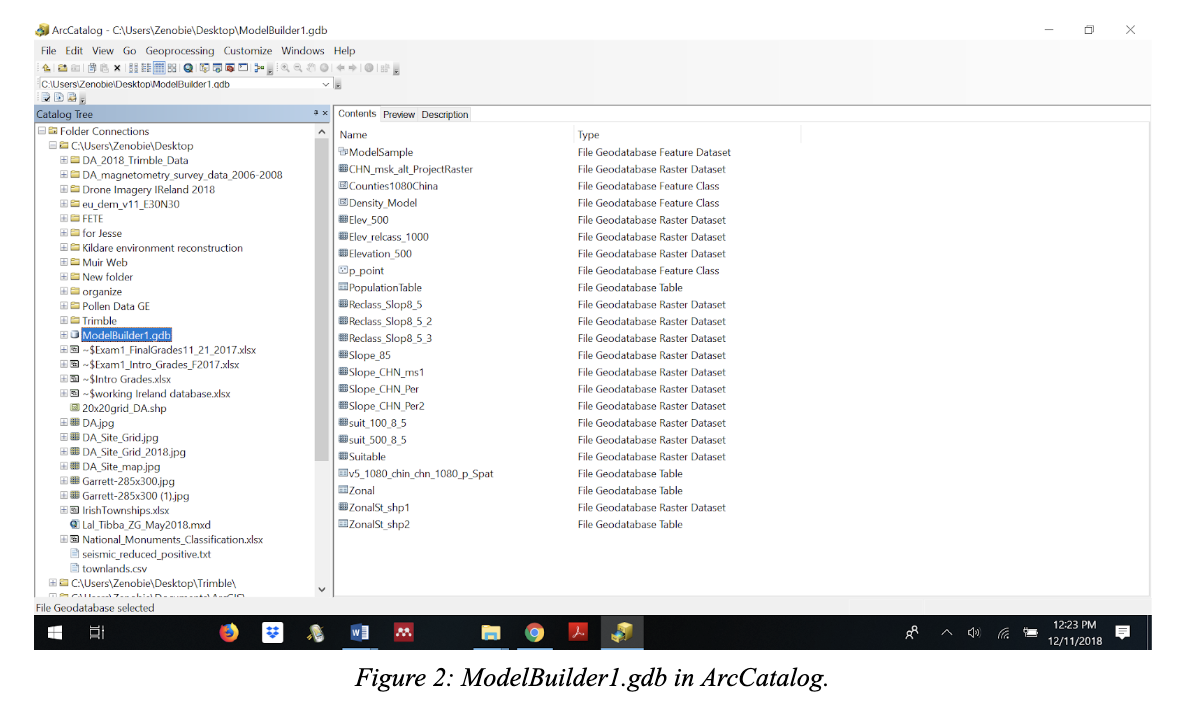 ArcCatalog - C:\Users\Zenobie\Desktop\ModelBuilder1.gdb
File Edit View Go Geoprocessing Customize Windows Help
C:\Users\Zenobie\Desktop\ModelBuilder1.gdb
Catalog Tree
Folder Connections
C:\Users\Zenobie\Desktop
DA_2018_Trimble_Data
DA_magnetometry_survey_data_2006-2008
Drone Imagery IReland 2018
eu_dem_v11_E30N30
FETE
for Jesse
Kildare environment reconstruction
Muir Web
New folder
organize
Pollen Data GE
Trimble
ModelBuilder1.gdb
~$Exam1_FinalGrades11_21_2017.xlsx
~$Exam1_Intro_Grades_F2017.xlsx
~$Intro Grades.xlsx
~$working Ireland database.xlsx
20x20grid_DA.shp
DA.jpg
DA_Site_Grid.jpg
DA_Site_Grid_2018.jpg
DA_Site_map.jpg
Garrett-285x300.jpg
Garrett-285x300 (1).jpg
IrishTownships.xlsx
Lal_Tibba_ZG_May2018.mxd
National_Monuments_Classification.xlsx
seismic_reduced_positive.txt
townlands.csv
C:\Users\Zenobie\Desktop\Trimble\
Contents Preview Description
Name Type
ModelSample File Geodatabase Feature Dataset
CHN_msk_alt_ProjectRaster File Geodatabase Raster Dataset
Counties1080China File Geodatabase Feature Class
Density_Model File Geodatabase Feature Class
Elev_500 File Geodatabase Raster Dataset
Elev_relcass_1000 File Geodatabase Raster Dataset
Elevation_500 File Geodatabase Raster Dataset
p_point File Geodatabase Feature Class
PopulationTable File Geodatabase Table
Reclass_Slop8_5 File Geodatabase Raster Dataset
Reclass_Slop8_5_2 File Geodatabase Raster Dataset
Reclass_Slop8_5_3 File Geodatabase Raster Dataset
Slope_85 File Geodatabase Raster Dataset
Slope_CHN_ms1 File Geodatabase Raster Dataset
Slope_CHN_Per File Geodatabase Raster Dataset
Slope_CHN_Per2 File Geodatabase Raster Dataset
suit_100_8_5 File Geodatabase Raster Dataset
suit_500_8_5 File Geodatabase Raster Dataset
Suitable File Geodatabase Raster Dataset
v5_1080_chin_chn_1080_p_Spat File Geodatabase Table
Zonal File Geodatabase Table
ZonalSt_shp1 File Geodatabase Raster Dataset
ZonalSt_shp2 File Geodatabase Table
File Geodatabase selected
12:23 PM
12/11/2018
Figure 2: ModelBuilder1.gdb in ArcCatalog.